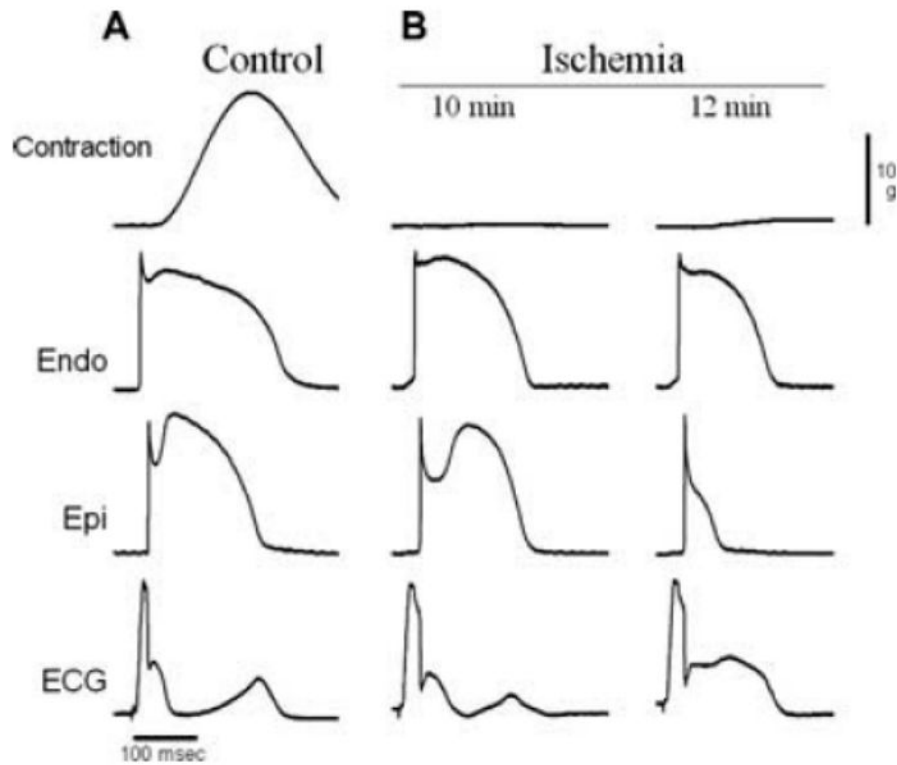 A
B
Control
Ischemia
10 min
12 min
Contraction
10
g
Endo
Epi
ECG
100 msec